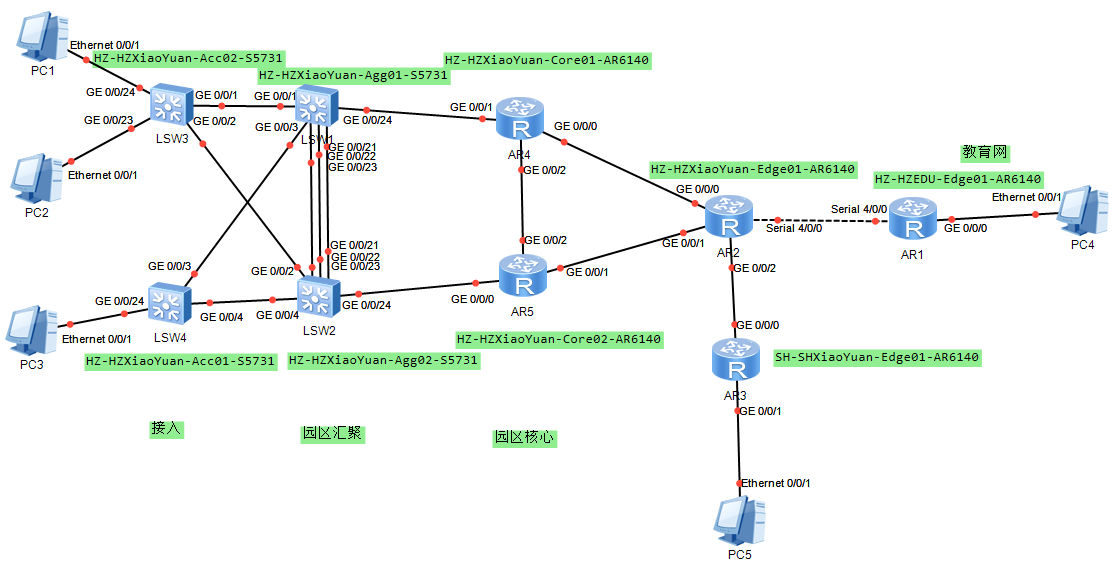 Ethernet 0/0/1
PC1
HZ-HZXiaoYuan-Acc02-S5731
HZ-HZXiaoYuan-Agg01-S5731
HZ-HZXiaoYuan-Core01-AR6140
GE 0/0/24
GE 0/0/1
GE 0/0/1
GE 0/0/1
GE 0/0/23
GE 0/0/2
GE 0/0/3
GE 0/0/24
GE 0/0/0
LSW3
LSW1
AR4
GE 0/0/21
GE 0/0/22
GE 0/0/23
Ethernet 0/0/1
PC2
GE 0/0/2
HZ-HZXiaoYuan-Edge01-AR6140
教育网
HZ-HZEDU-Edge01-AR6140
GE 0/0/0
Serial 4/0/0
Ethernet 0/0/1
Serial 4/0/0
GE 0/0/0
PC4
AR2
AR1
GE 0/0/2
GE 0/0/1
GE 0/0/21
GE 0/0/22
GE 0/0/23
GE 0/0/3
GE 0/0/2
GE 0/0/1
GE 0/0/2
GE 0/0/0
GE 0/0/24
GE 0/0/24
GE 0/0/4
GE 0/0/4
LSW4
LSW2
AR5
Ethernet 0/0/1
PC3
GE 0/0/0
HZ-HZXiaoYuan-Acc01-S5731
HZ-HZXiaoYuan-Agg02-S5731
HZ-HZXiaoYuan-Core02-AR6140
SH-SHXiaoYuan-Edge01-AR6140
AR3
GE 0/0/1
接入
园区汇聚
园区核心
Ethernet 0/0/1
PC5